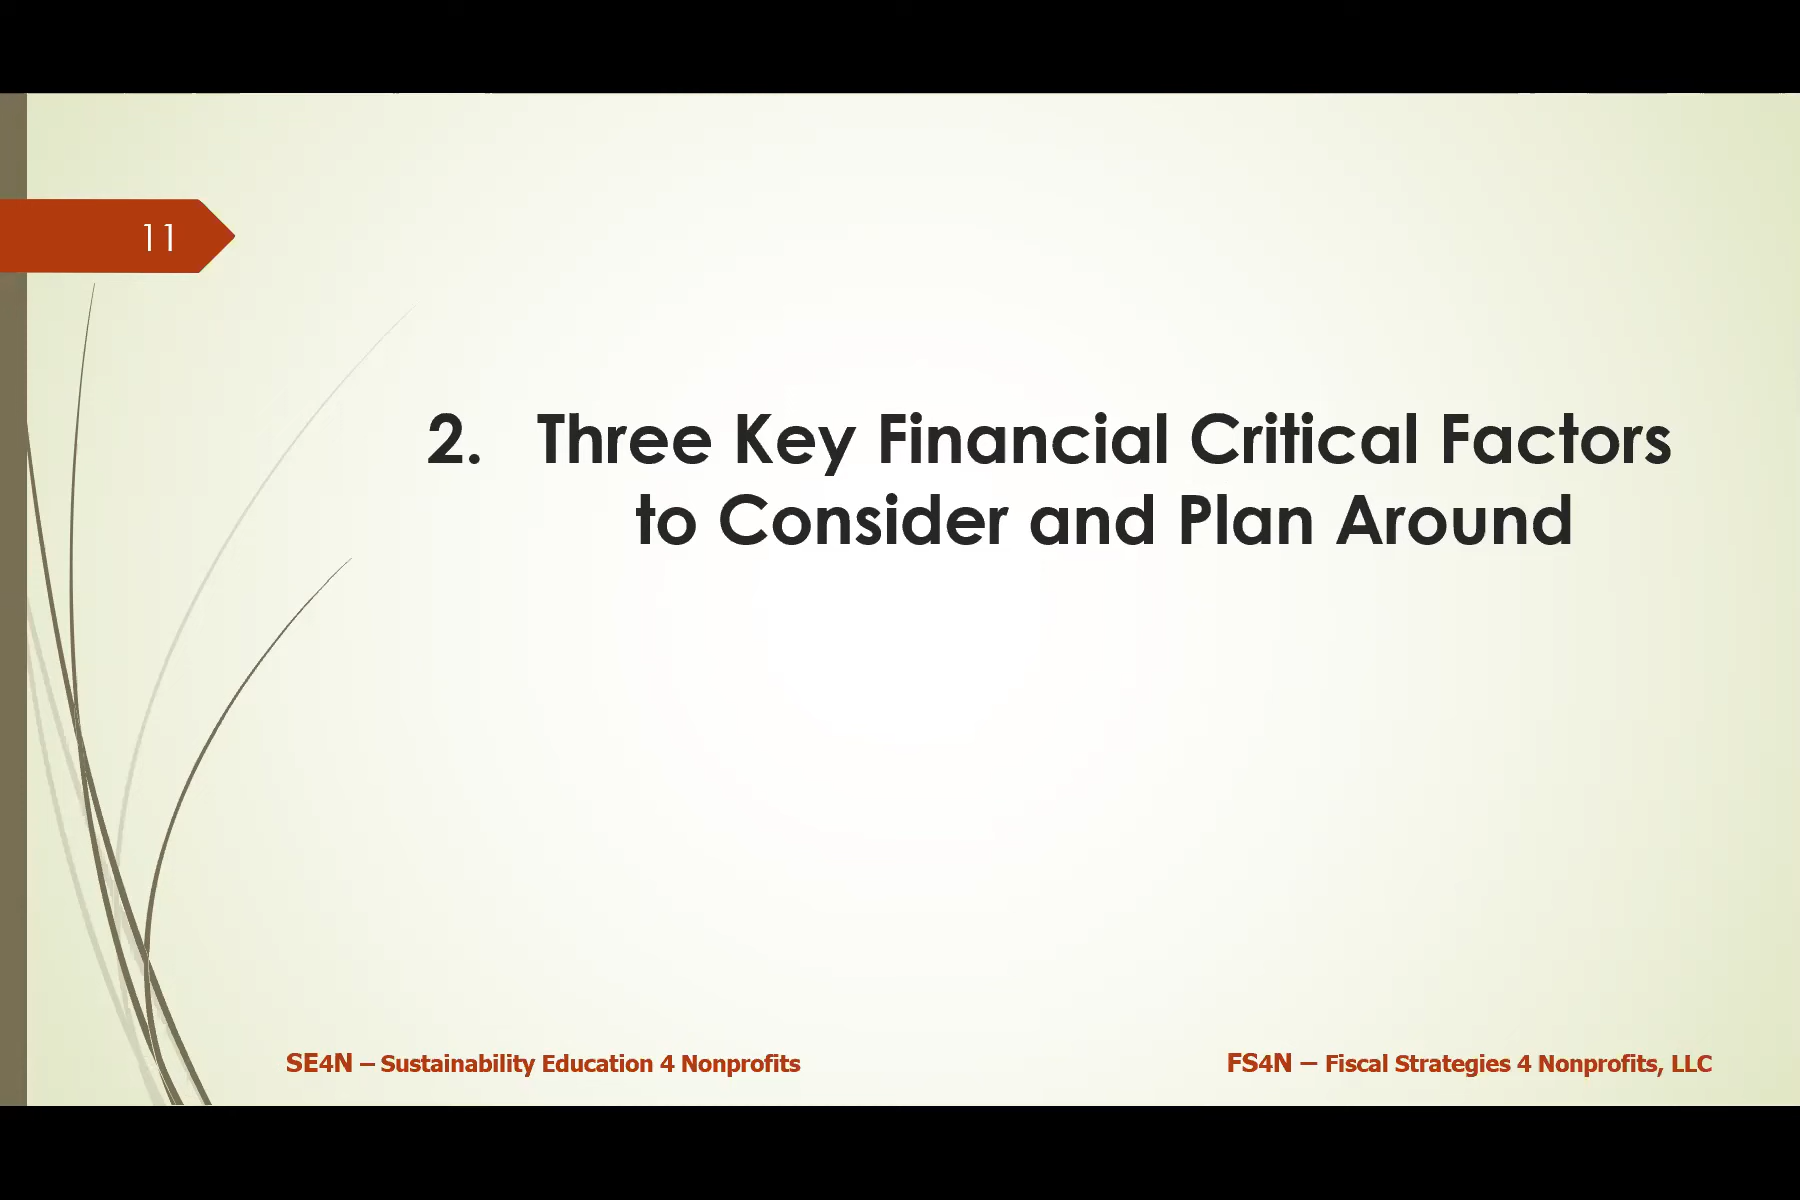 11
2. Three Key Financial Critical Factors
to Consider and Plan Around
SE4N – Sustainability Education 4 Nonprofits
FS4N – Fiscal Strategies 4 Nonprofits, LLC